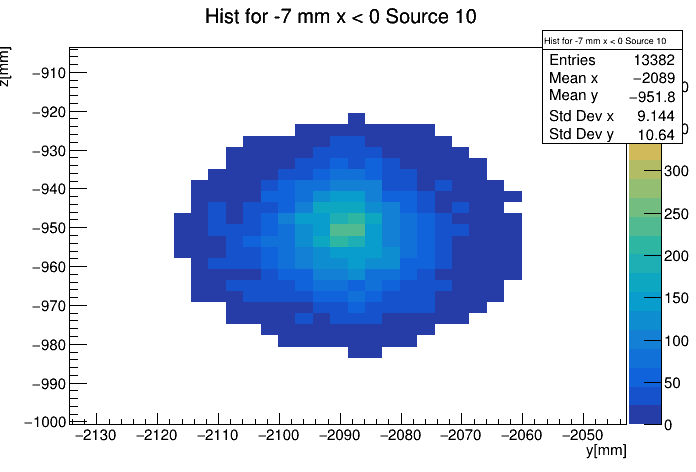 Hist for -7 mm x < 0 Source 10
Hist for -7 mm x < 0 Source 10
Entries 13382
Mean x −2089
Mean y −951.8
Std Dev x 9.144
Std Dev y 10.64
z[mm]
−910
−920
−930
−940
−950
−960
−970
−980
−990
−1000
−2130 −2120 −2110 −2100 −2090 −2080 −2070 −2060 −2050
y[mm]
300
250
200
150
100
50
0